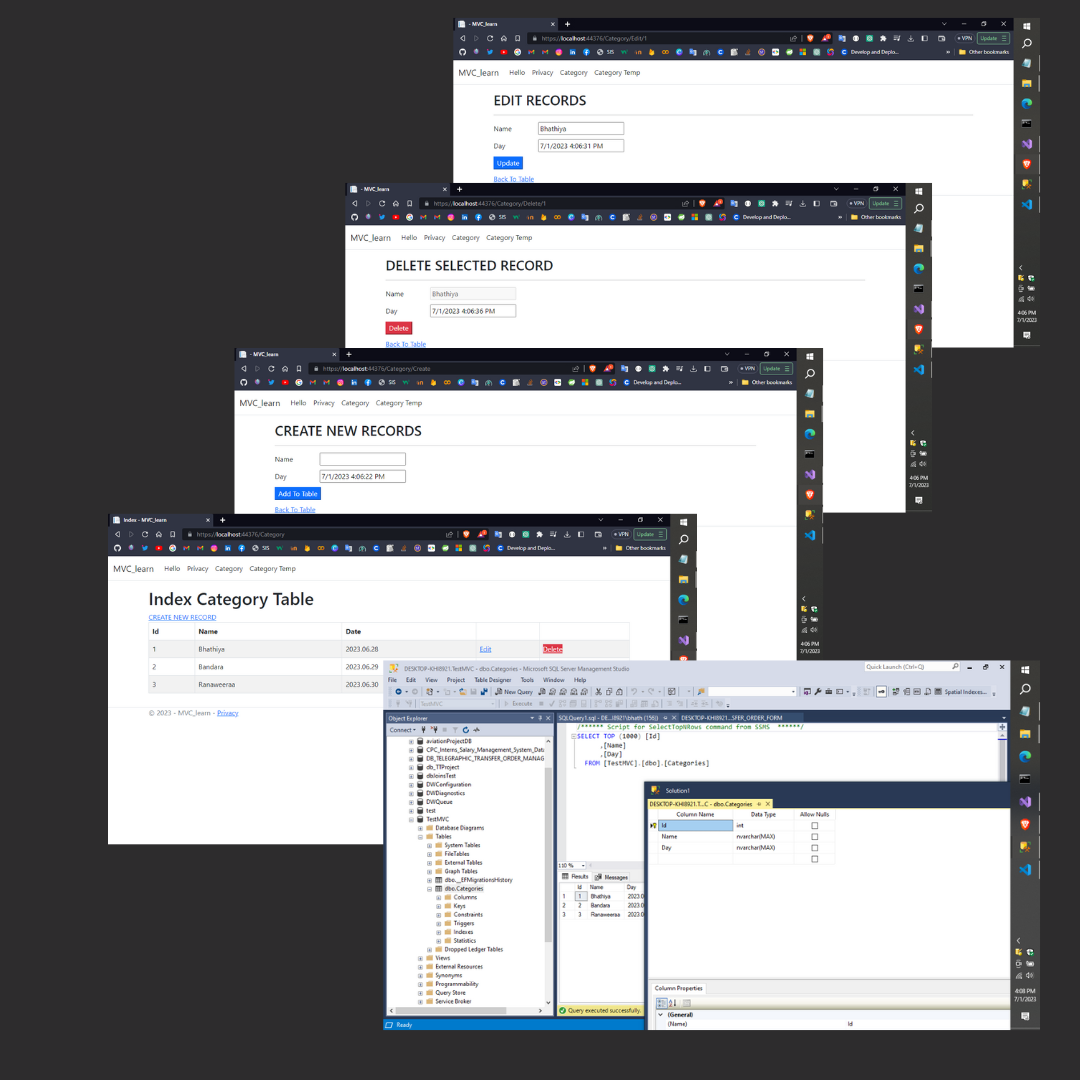 - MVC_learn
https://localhost:44376/Category/Edit/1
VPN
Update
SIS
Develop and Deplo...
Other bookmarks
MVC_learn Hello Privacy Category Category Temp
EDIT RECORDS
Name Bhathiya
Day 7/1/2023 4:06:31 PM
Update
Back To Table
4:06 PM
7/1/2023
- MVC_learn
https://localhost:44376/Category/Delete/1
VPN
Update
SIS
Develop and Deplo...
Other bookmarks
MVC_learn Hello Privacy Category Category Temp
DELETE SELECTED RECORD
Name Bhathiya
Day 7/1/2023 4:06:36 PM
Delete
Back To Table
4:06 PM
7/1/2023
- MVC_learn
https://localhost:44376/Category/Create
VPN
Update
SIS
Develop and Deplo...
Other bookmarks
MVC_learn Hello Privacy Category Category Temp
CREATE NEW RECORDS
Name
Day 7/1/2023 4:06:22 PM
Add To Table
Back To Table
4:06 PM
7/1/2023
Index - MVC_learn
https://localhost:44376/Category
VPN
Update
SIS
Develop and Deplo...
Other bookmarks
MVC_learn Hello Privacy Category Category Temp
Index Category Table
CREATE NEW RECORD
Id Name Date
1 Bhathiya 2023.06.28 Edit Delete
2 Bandara 2023.06.29
3 Ranaweeraa 2023.06.30
© 2023 - MVC_learn - Privacy
DESKTOP-KHI8921.TestMVC - dbo.Categories - Microsoft SQL Server Management Studio
Quick Launch (Ctrl+Q)
File Edit View Project Table Designer Tools Window Help
New Query
Spatial Indexes...
TestMVC
Execute
Object Explorer
Connect
aviationProjectDB
CPC_Interns_Salary_Management_System_Data
DB_TELEGRAPHIC_TRANSFER_ORDER_MANAG
db_TTProject
dbloinsTest
DWConfiguration
DWDiagnostics
DWQueue
test
TestMVC
Database Diagrams
Tables
System Tables
FileTables
External Tables
Graph Tables
dbo.__EFMigrationsHistory
dbo.Categories
Columns
Keys
Constraints
Triggers
Indexes
Statistics
Dropped Ledger Tables
Views
External Resources
Synonyms
Programmability
Query Store
Service Broker
SQLQuery1.sql - DE...I8921\bhath (156))
DESKTOP-KHI8921...SFER_ORDER_FORM
/****** Script for SelectTopNRows command from SSMS ******/
SELECT TOP (1000) [Id]
,[Name]
,[Day]
FROM [TestMVC].[dbo].[Categories]
110 %
Results Messages
Id Name Day
1 1 Bhathiya 2023.0
2 2 Bandara 2023.0
3 3 Ranaweeraa 2023.0
Query executed successfully.
Solution1
DESKTOP-KHI8921.T...C - dbo.Categories
Column Name Data Type Allow Nulls
Id int
Name nvarchar(MAX)
Day nvarchar(MAX)
Column Properties
(General)
(Name) Id
Ready
4:08 PM
7/1/2023